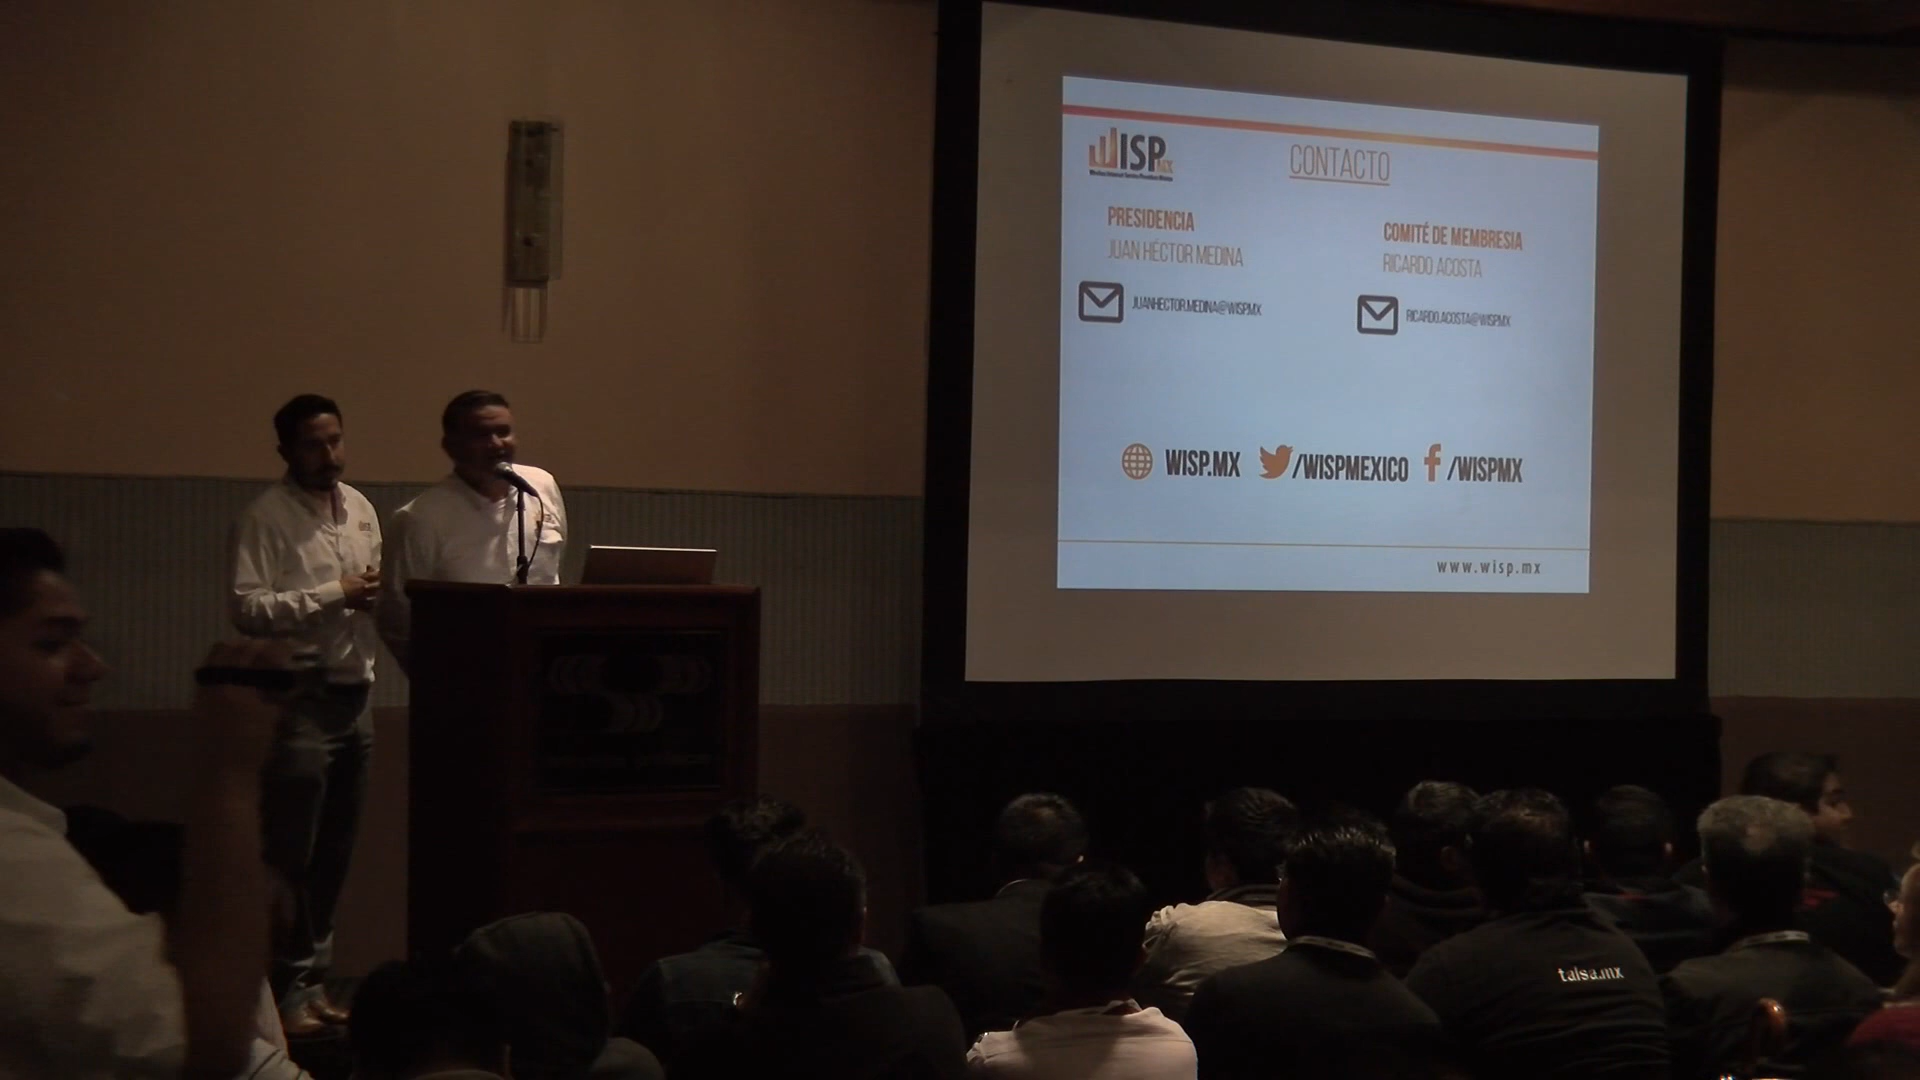 WISP MX
CONTACTO
PRESIDENCIA
JUAN HÉCTOR MEDINA
JUANHECTOR.MEDINA@WISP.MX
COMITÉ DE MEMBRESIA
RICARDO ACOSTA
RICARDO.ACOSTA@WISP.MX
WISP.MX
/WISPMEXICO
/WISPMX
www.wisp.mx
talsa.mx